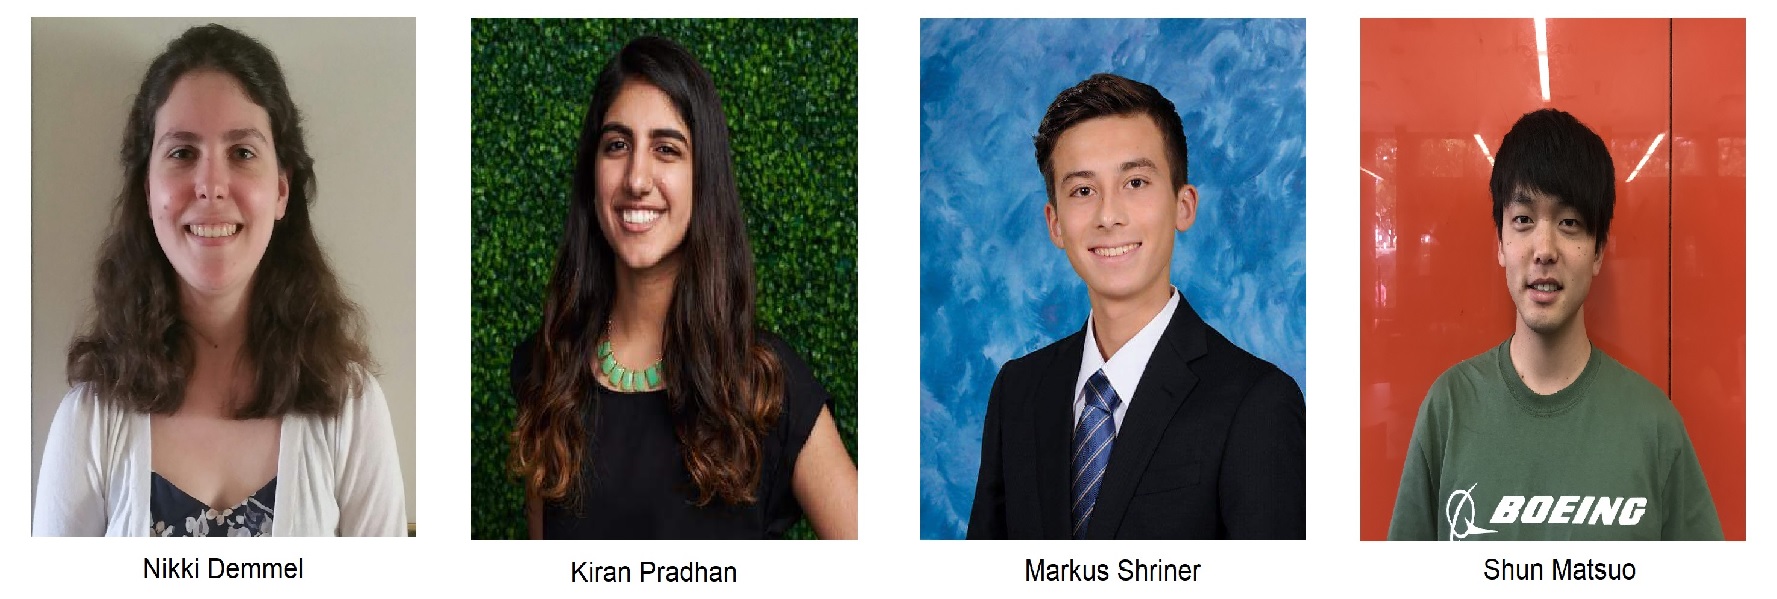 BOEING
Nikki Demmel
Kiran Pradhan
Markus Shriner
Shun Matsuo